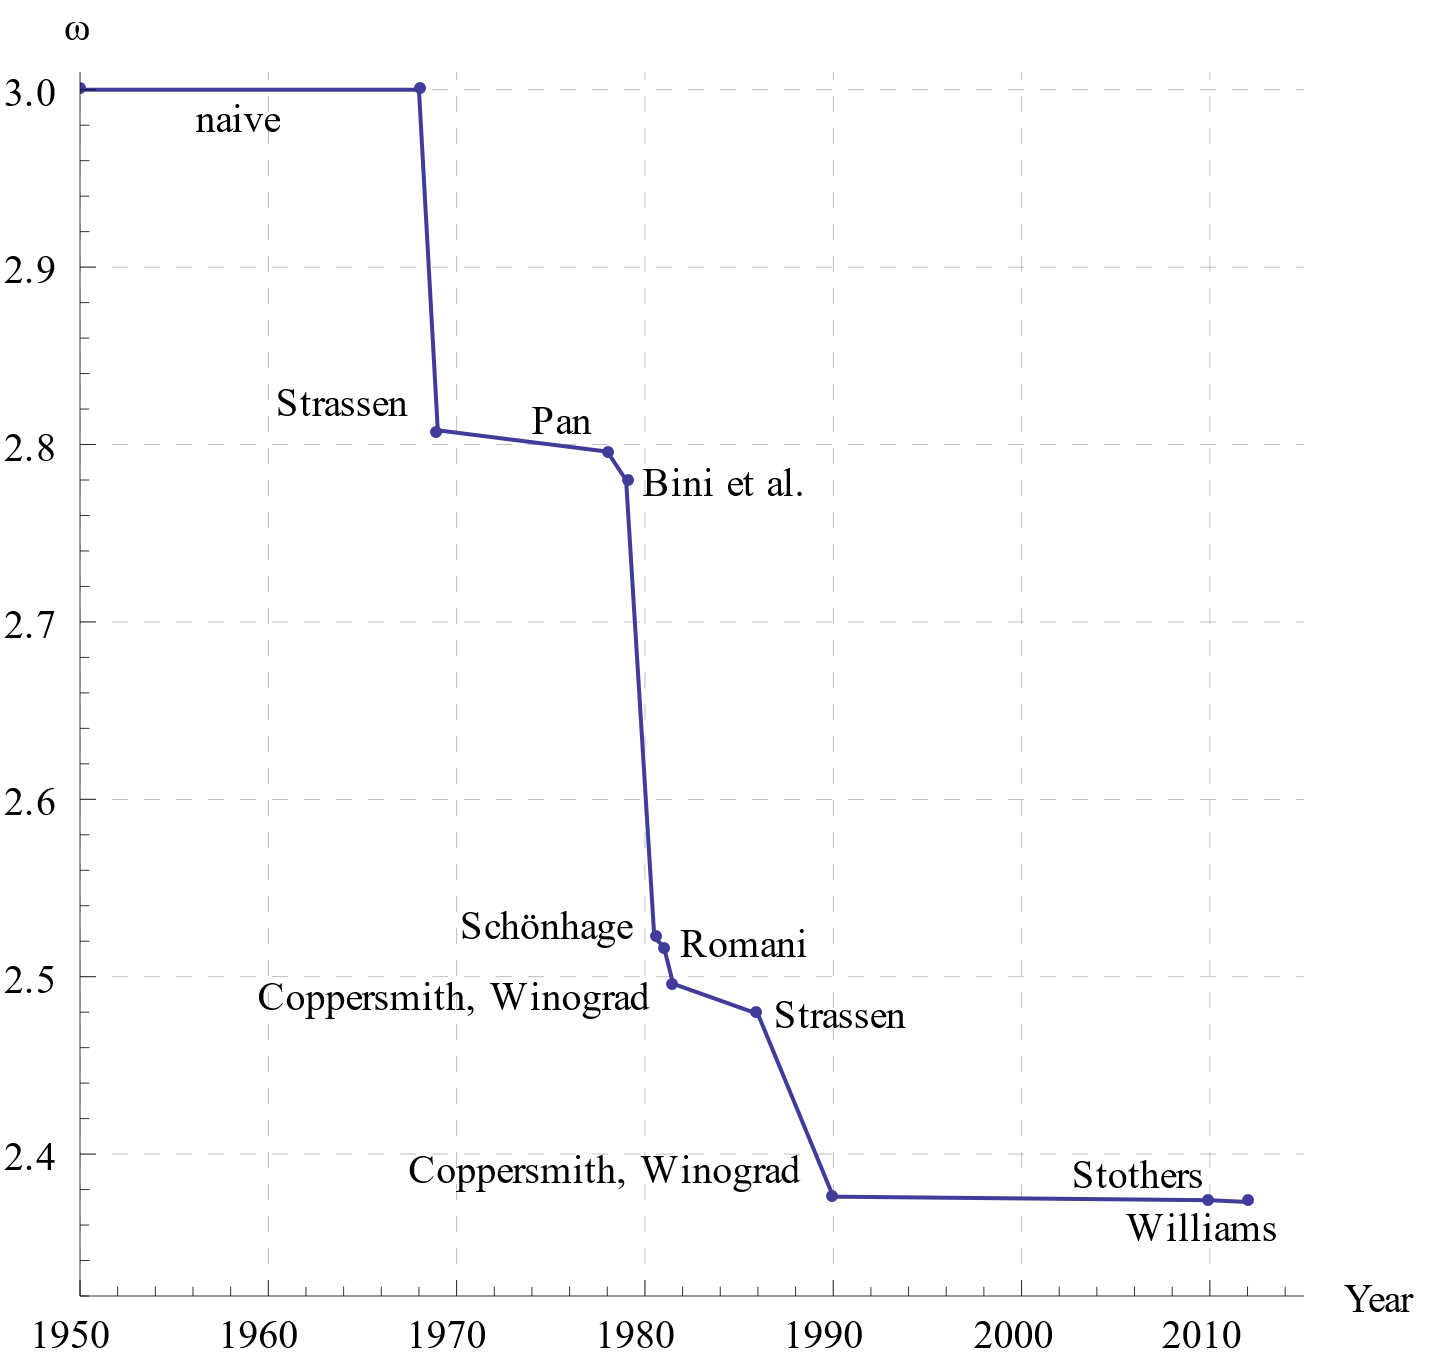 ω
3.0
naive
2.9
Strassen
Pan
2.8
Bini et al.
2.7
2.6
Schönhage
Romani
2.5
Coppersmith, Winograd
Strassen
2.4
Coppersmith, Winograd
Stothers
Williams
Year
1950 1960 1970 1980 1990 2000 2010